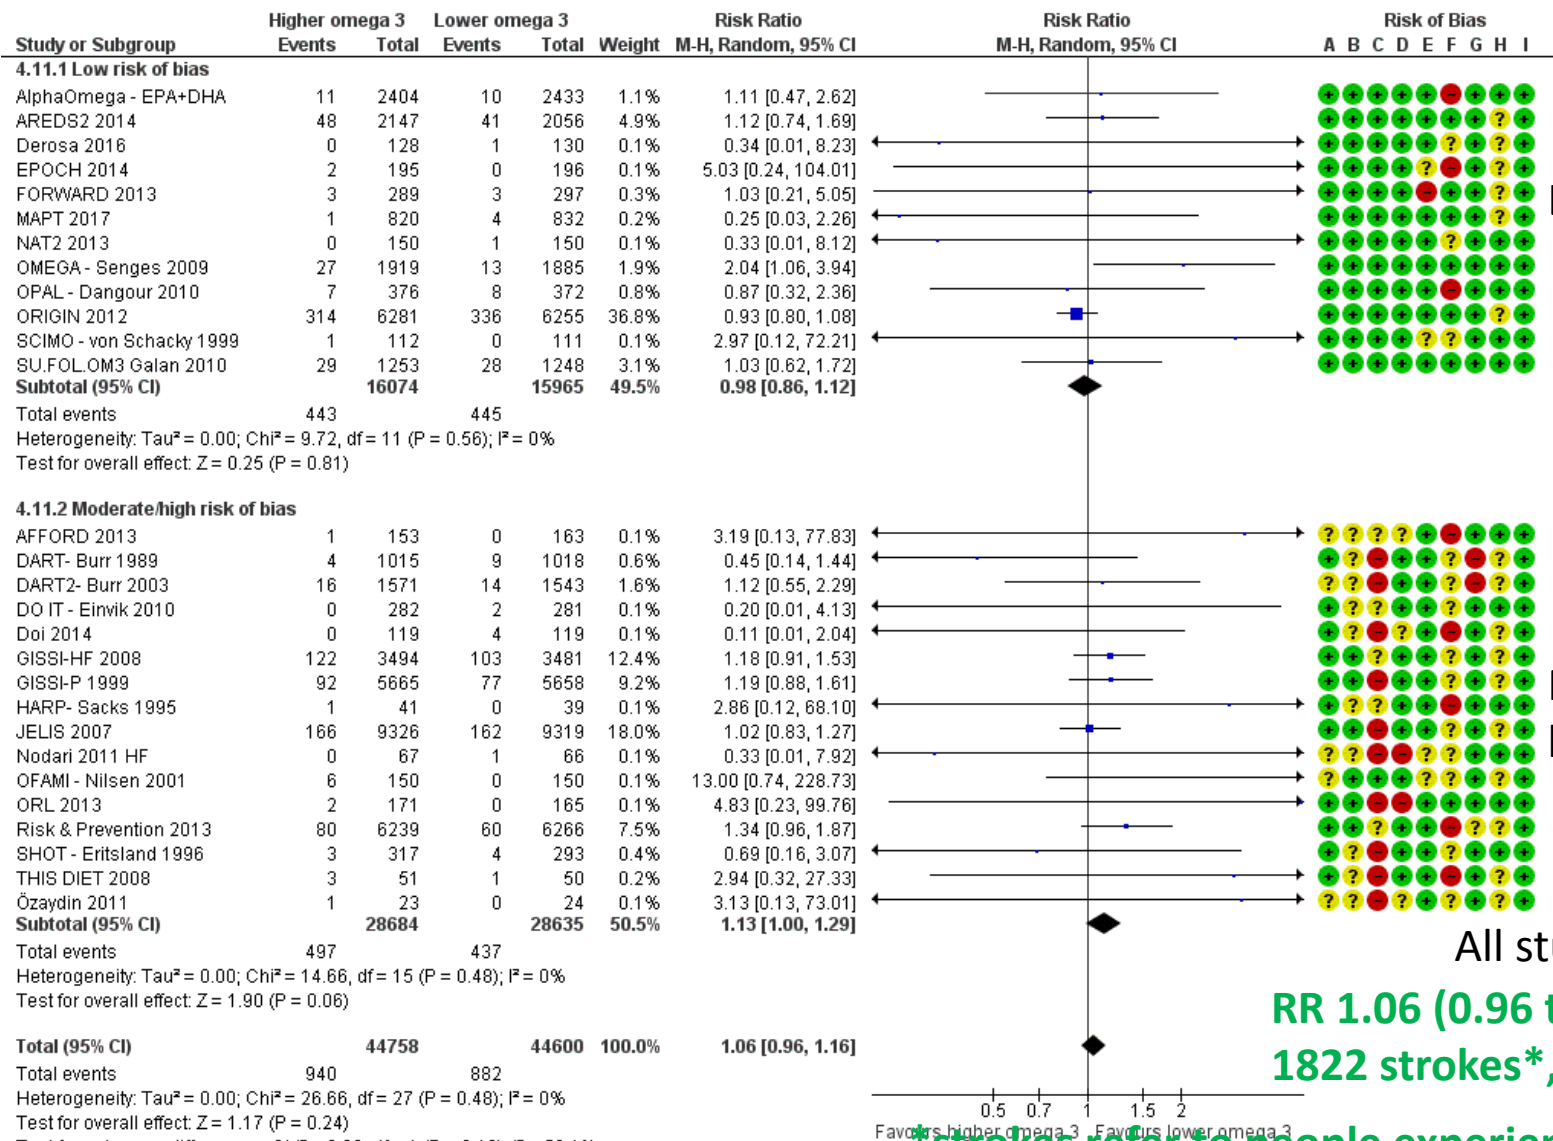 Higher omega 3 Lower omega 3 Risk Ratio Risk Ratio Risk of Bias
Study or Subgroup Events Total Events Total Weight M-H, Random, 95% CI M-H, Random, 95% CI A B C D E F G H I
4.11.1 Low risk of bias
AlphaOmega - EPA+DHA 11 2404 10 2433 1.1% 1.11 [0.47, 2.62] + + + + + - + + +
AREDS2 2014 48 2147 41 2056 4.9% 1.12 [0.74, 1.69] + + + + + + + ? +
Derosa 2016 0 128 1 130 0.1% 0.34 [0.01, 8.23] + + + + + ? + ? +
EPOCH 2014 2 195 0 196 0.1% 5.03 [0.24, 104.01] + + + + ? - + ? +
FORWARD 2013 3 289 3 297 0.3% 1.03 [0.21, 5.05] + + + + - + + ? +
MAPT 2017 1 820 4 832 0.2% 0.25 [0.03, 2.26] + + + + + + + ? +
NAT2 2013 0 150 1 150 0.1% 0.33 [0.01, 8.12] + + + + + ? + + +
OMEGA - Senges 2009 27 1919 13 1885 1.9% 2.04 [1.06, 3.94] + + + + + + + + +
OPAL - Dangour 2010 7 376 8 372 0.8% 0.87 [0.32, 2.36] + + + + + - + + +
ORIGIN 2012 314 6281 336 6255 36.8% 0.93 [0.80, 1.08] + + + + + + + ? +
SCIMO - von Schacky 1999 1 112 0 111 0.1% 2.97 [0.12, 72.21] + + + + ? ? + + +
SU.FOL.OM3 Galan 2010 29 1253 28 1248 3.1% 1.03 [0.62, 1.72] + + + + + + + + +
Subtotal (95% CI) 16074 15965 49.5% 0.98 [0.86, 1.12]
Total events 443 445
Heterogeneity: Tau² = 0.00; Chi² = 9.72, df = 11 (P = 0.56); I² = 0%
Test for overall effect: Z = 0.25 (P = 0.81)
4.11.2 Moderate/high risk of bias
AFFORD 2013 1 153 0 163 0.1% 3.19 [0.13, 77.83] ? ? ? ? + - + + +
DART- Burr 1989 4 1015 9 1018 0.6% 0.45 [0.14, 1.44] + ? - + + ? - + +
DART2- Burr 2003 16 1571 14 1543 1.6% 1.12 [0.55, 2.29] ? ? - + + ? - ? +
DO IT - Einvik 2010 0 282 2 281 0.1% 0.20 [0.01, 4.13] + ? ? + + ? + + +
Doi 2014 0 119 4 119 0.1% 0.11 [0.01, 2.04] + ? - ? + - + ? +
GISSI-HF 2008 122 3494 103 3481 12.4% 1.18 [0.91, 1.53] + + ? + + ? + ? +
GISSI-P 1999 92 5665 77 5658 9.2% 1.19 [0.88, 1.61] + + - + + ? + ? +
HARP- Sacks 1995 1 41 0 39 0.1% 2.86 [0.12, 68.10] + ? ? + + - + + +
JELIS 2007 166 9326 162 9319 18.0% 1.02 [0.83, 1.27] + + - + + ? + ? +
Nodari 2011 HF 0 67 1 66 0.1% 0.33 [0.01, 7.92] ? ? - - ? ? + ? +
OFAMI - Nilsen 2001 6 150 0 150 0.1% 13.00 [0.74, 228.73] ? + + + ? ? + ? +
ORL 2013 2 171 0 165 0.1% 4.83 [0.23, 99.76] + + - - + + + + +
Risk & Prevention 2013 80 6239 60 6266 7.5% 1.34 [0.96, 1.87] + + ? + + - ? ? +
SHOT - Eritsland 1996 3 317 4 293 0.4% 0.69 [0.16, 3.07] + ? - + + ? + + +
THIS DIET 2008 3 51 1 50 0.2% 2.94 [0.32, 27.33] + ? - + + - + ? +
Özaydin 2011 1 23 0 24 0.1% 3.13 [0.13, 73.01] ? ? - ? + ? + ? +
Subtotal (95% CI) 28684 28635 50.5% 1.13 [1.00, 1.29]
Total events 497 437
All
Heterogeneity: Tau² = 0.00; Chi² = 14.66, df = 15 (P = 0.48); I² = 0%
Test for overall effect: Z = 1.90 (P = 0.06)
RR 1.06 (0.96
Total (95% CI) 44758 44600 100.0% 1.06 [0.96, 1.16]
Total events 940 882
1822 strokes*,
Heterogeneity: Tau² = 0.00; Chi² = 26.66, df = 27 (P = 0.48); I² = 0%
Test for overall effect: Z = 1.17 (P = 0.24)
0.5 0.7 1 1.5 2
Favours higher omega 3 Favours lower omega 3
*strokes refer to people